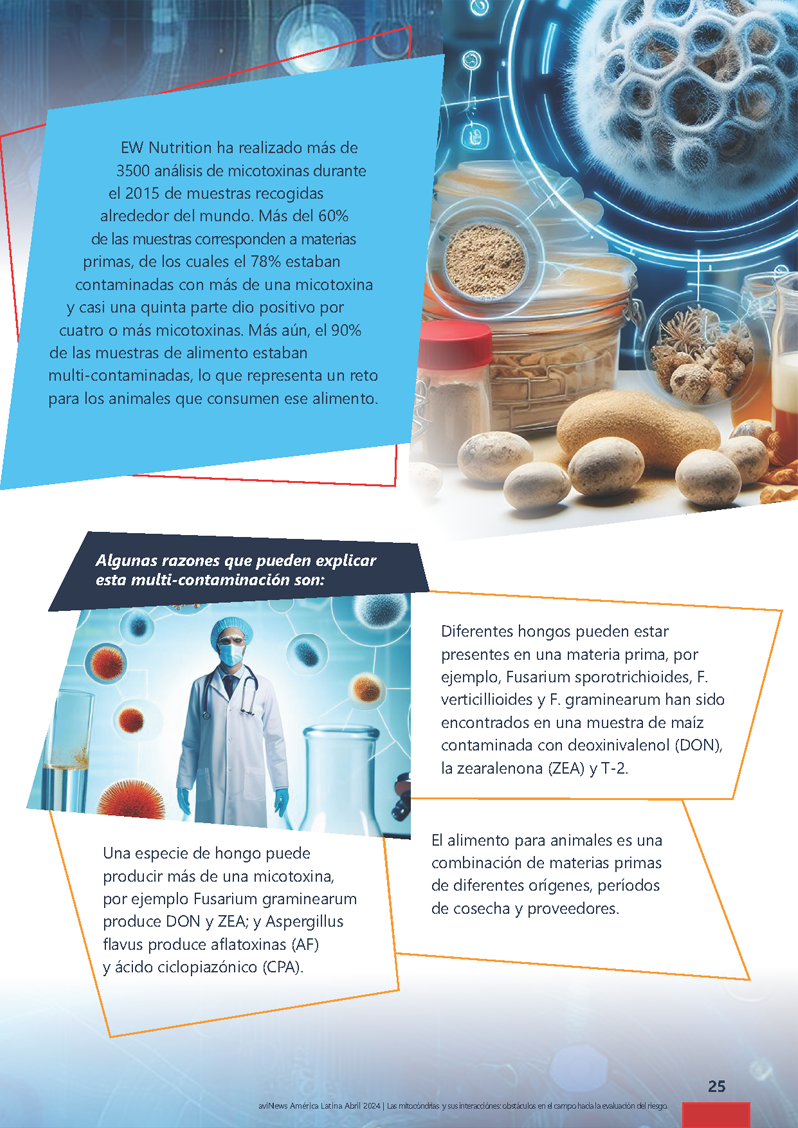 EW Nutrition ha realizado más de
3500 análisis de micotoxinas durante
el 2015 de muestras recogidas
alrededor del mundo. Más del 60%
de las muestras corresponden a materias
primas, de los cuales el 78% estaban
contaminadas con más de una micotoxina
y casi una quinta parte dio positivo por
cuatro o más micotoxinas. Más aún, el 90%
de las muestras de alimento estaban
multi-contaminadas, lo que representa un reto
para los animales que consumen ese alimento.
Algunas razones que pueden explicar
esta multi-contaminación son:
Diferentes hongos pueden estar
presentes en una materia prima, por
ejemplo, Fusarium sporotrichioides, F.
verticillioides y F. graminearum han sido
encontrados en una muestra de maíz
contaminada con deoxinivalenol (DON),
la zearalenona (ZEA) y T-2.
Una especie de hongo puede
producir más de una micotoxina,
por ejemplo Fusarium graminearum
produce DON y ZEA; y Aspergillus
flavus produce aflatoxinas (AF)
y ácido ciclopiazónico (CPA).
El alimento para animales es una
combinación de materias primas
de diferentes orígenes, períodos
de cosecha y proveedores.
25
aviNews América Latina Abril 2024 | Las mitocóndrias y sus interacciónes: obstáculos en el campo hacia la evaluación del riesgo.